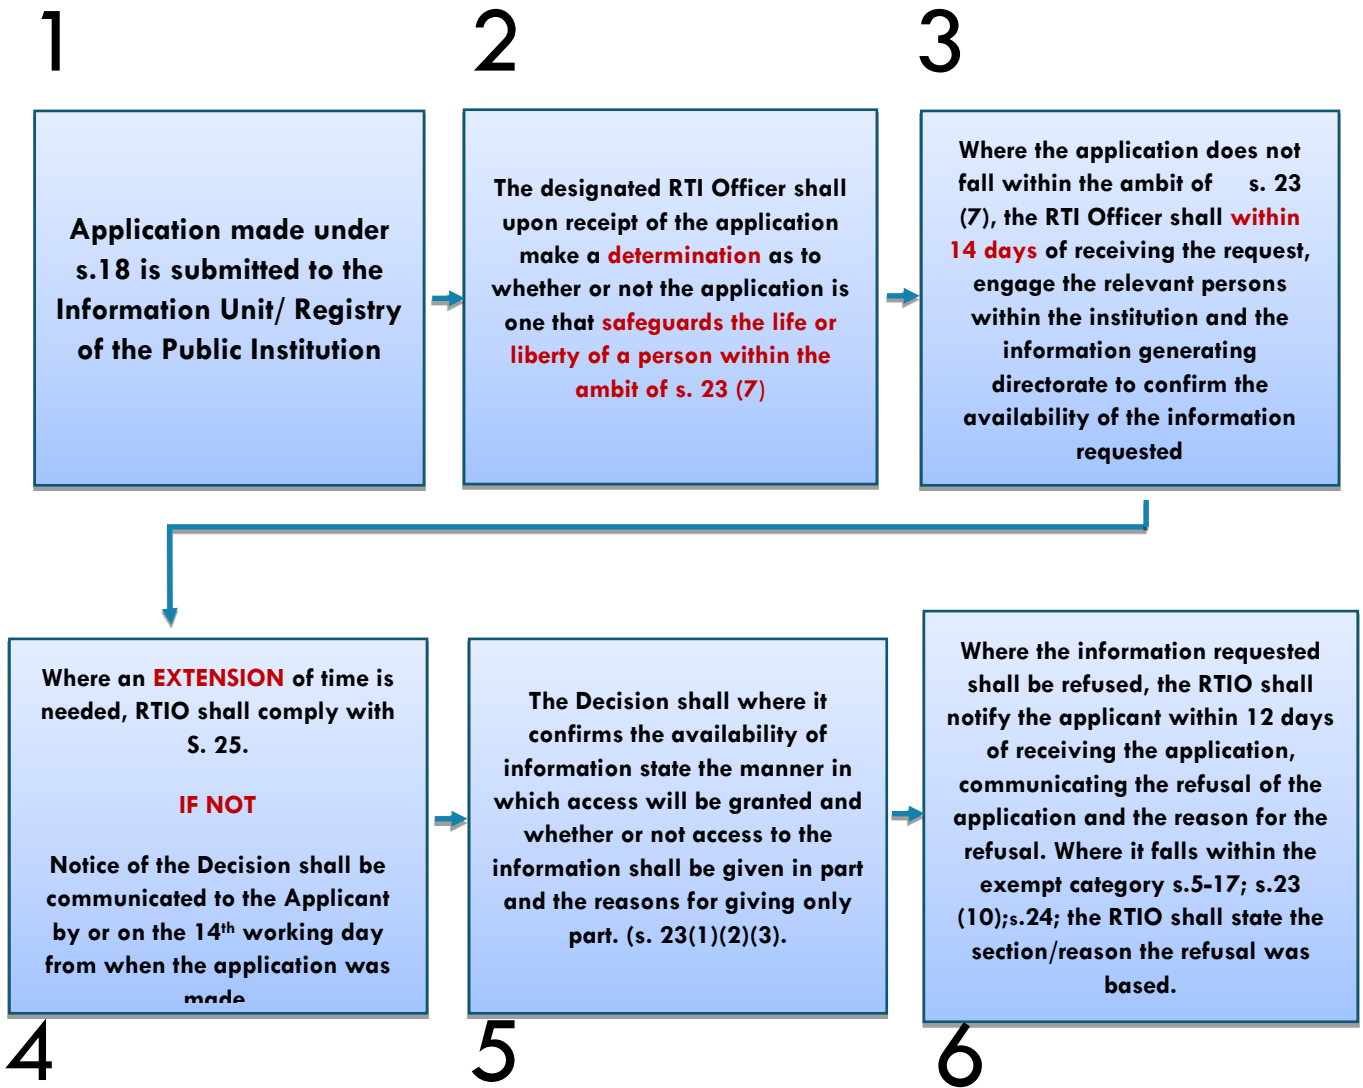 1
2
3
Application made under
s.18 is submitted to the
Information Unit/ Registry
of the Public Institution
The designated RTI Officer shall
upon receipt of the application
make a determination as to
whether or not the application is
one that safeguards the life or
liberty of a person within the
ambit of s. 23 (7)
Where the application does not
fall within the ambit of s. 23
(7), the RTI Officer shall within
14 days of receiving the request,
engage the relevant persons
within the institution and the
information generating
directorate to confirm the
availability of the information
requested
Where an EXTENSION of time is
needed, RTIO shall comply with
S. 25.
IF NOT
Notice of the Decision shall be
communicated to the Applicant
by or on the 14th working day
from when the application was
made
The Decision shall where it
confirms the availability of
information state the manner in
which access will be granted and
whether or not access to the
information shall be given in part
and the reasons for giving only
part. (s. 23(1)(2)(3).
Where the information requested
shall be refused, the RTIO shall
notify the applicant within 12 days
of receiving the application,
communicating the refusal of the
application and the reason for the
refusal. Where it falls within the
exempt category s.5-17; s.23
(10);s.24; the RTIO shall state the
section/reason the refusal was
based.
4
5
6